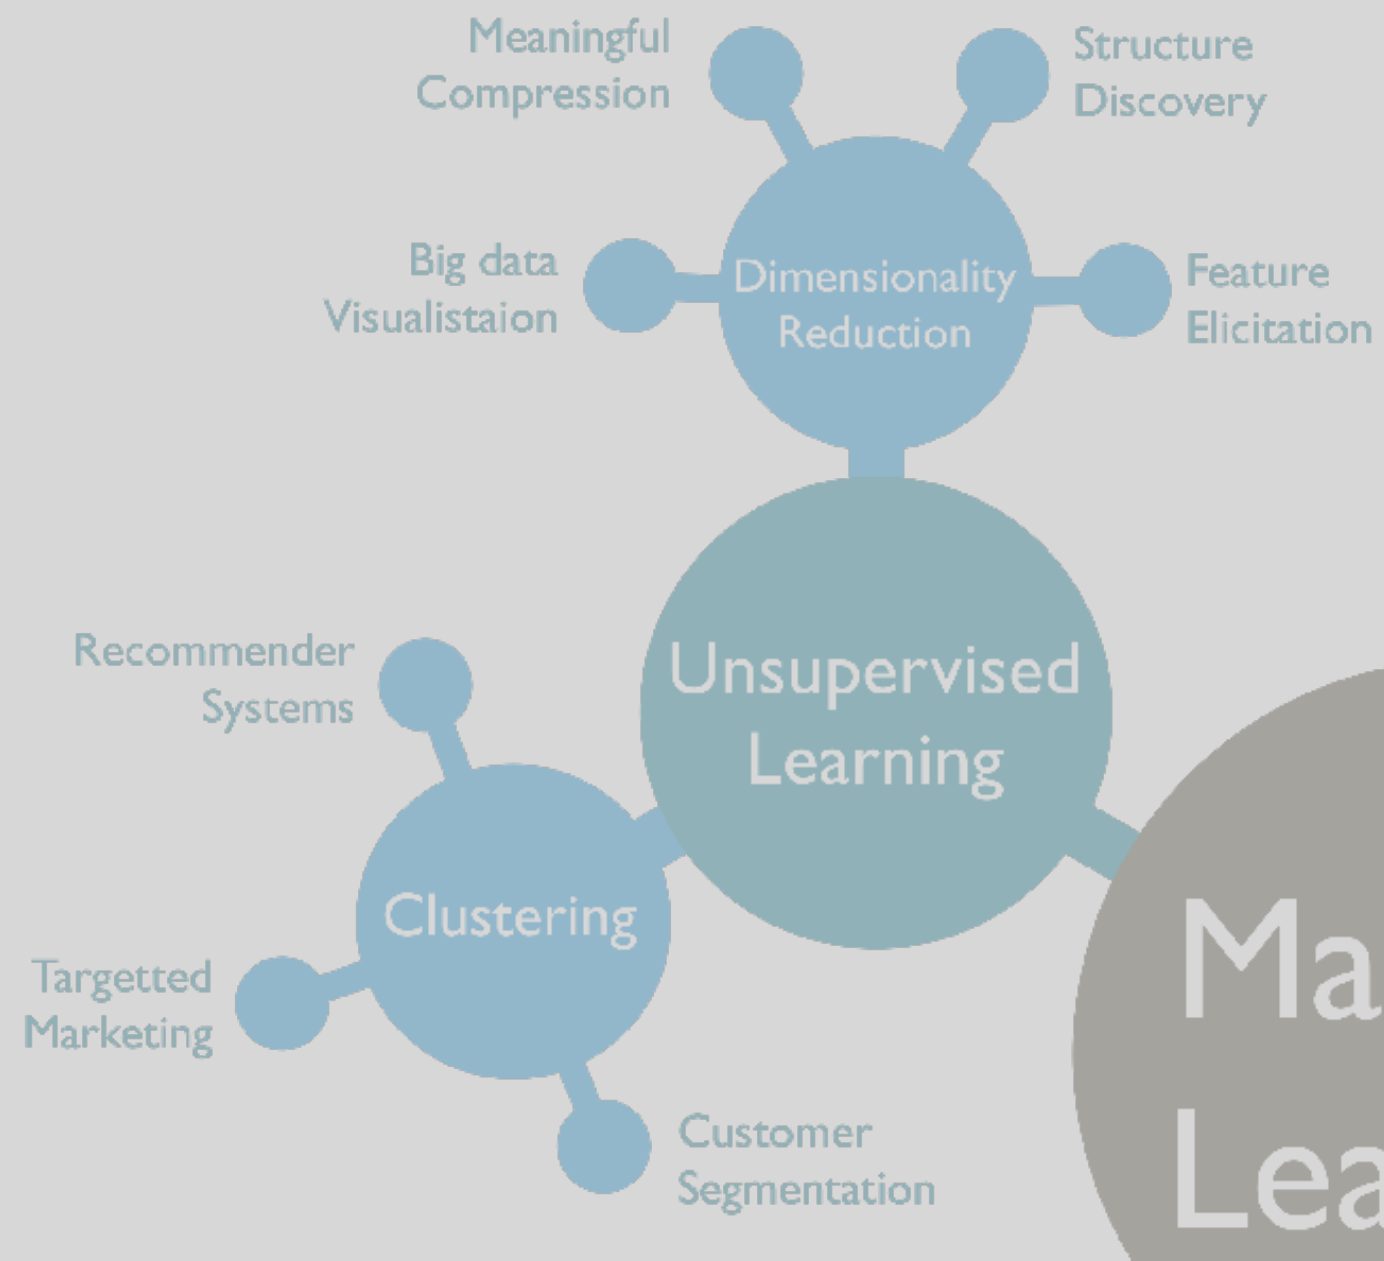 Meaningful
Compression
Structure
Discovery
Big data
Visualistaion
Dimensionality
Reduction
Feature
Elicitation
Recommender
Systems
Unsupervised
Learning
Clustering
Targetted
Marketing
Customer
Segmentation
Ma
Lea